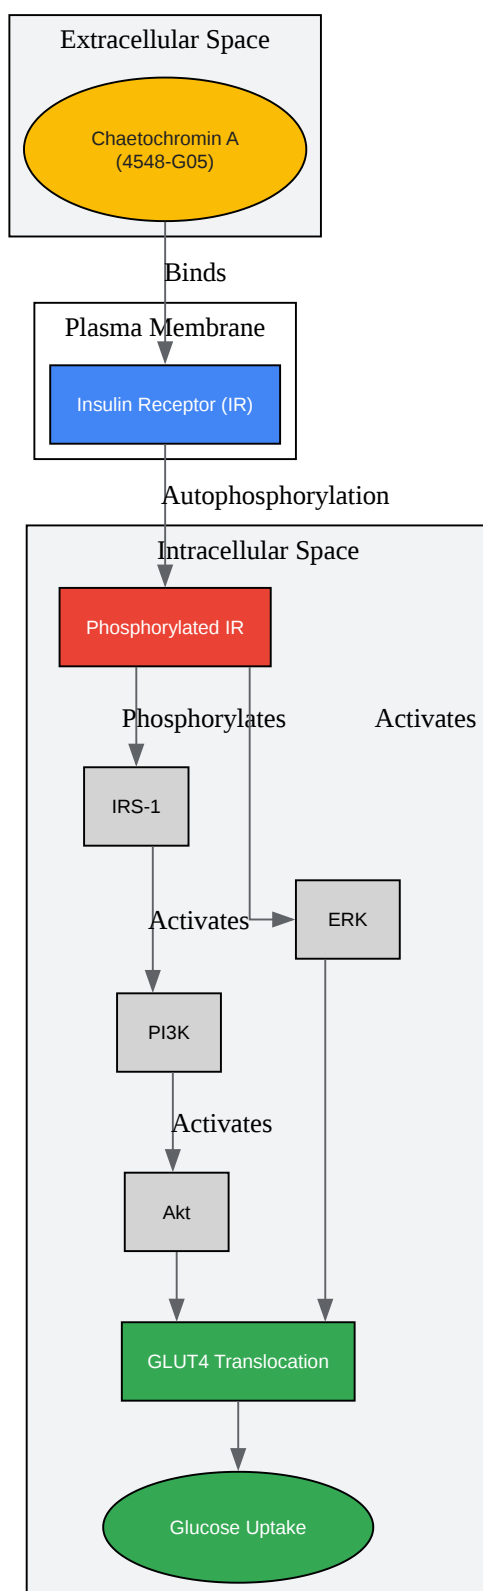 Extracellular Space
Chaetochromin A
(4548-G05)
Binds
Plasma Membrane
Insulin Receptor (IR)
Autophosphorylation
Intracellular Space
Phosphorylated IR
Phosphorylates
Activates
IRS-1
ERK
Activates
PI3K
Activates
Akt
GLUT4 Translocation
Glucose Uptake